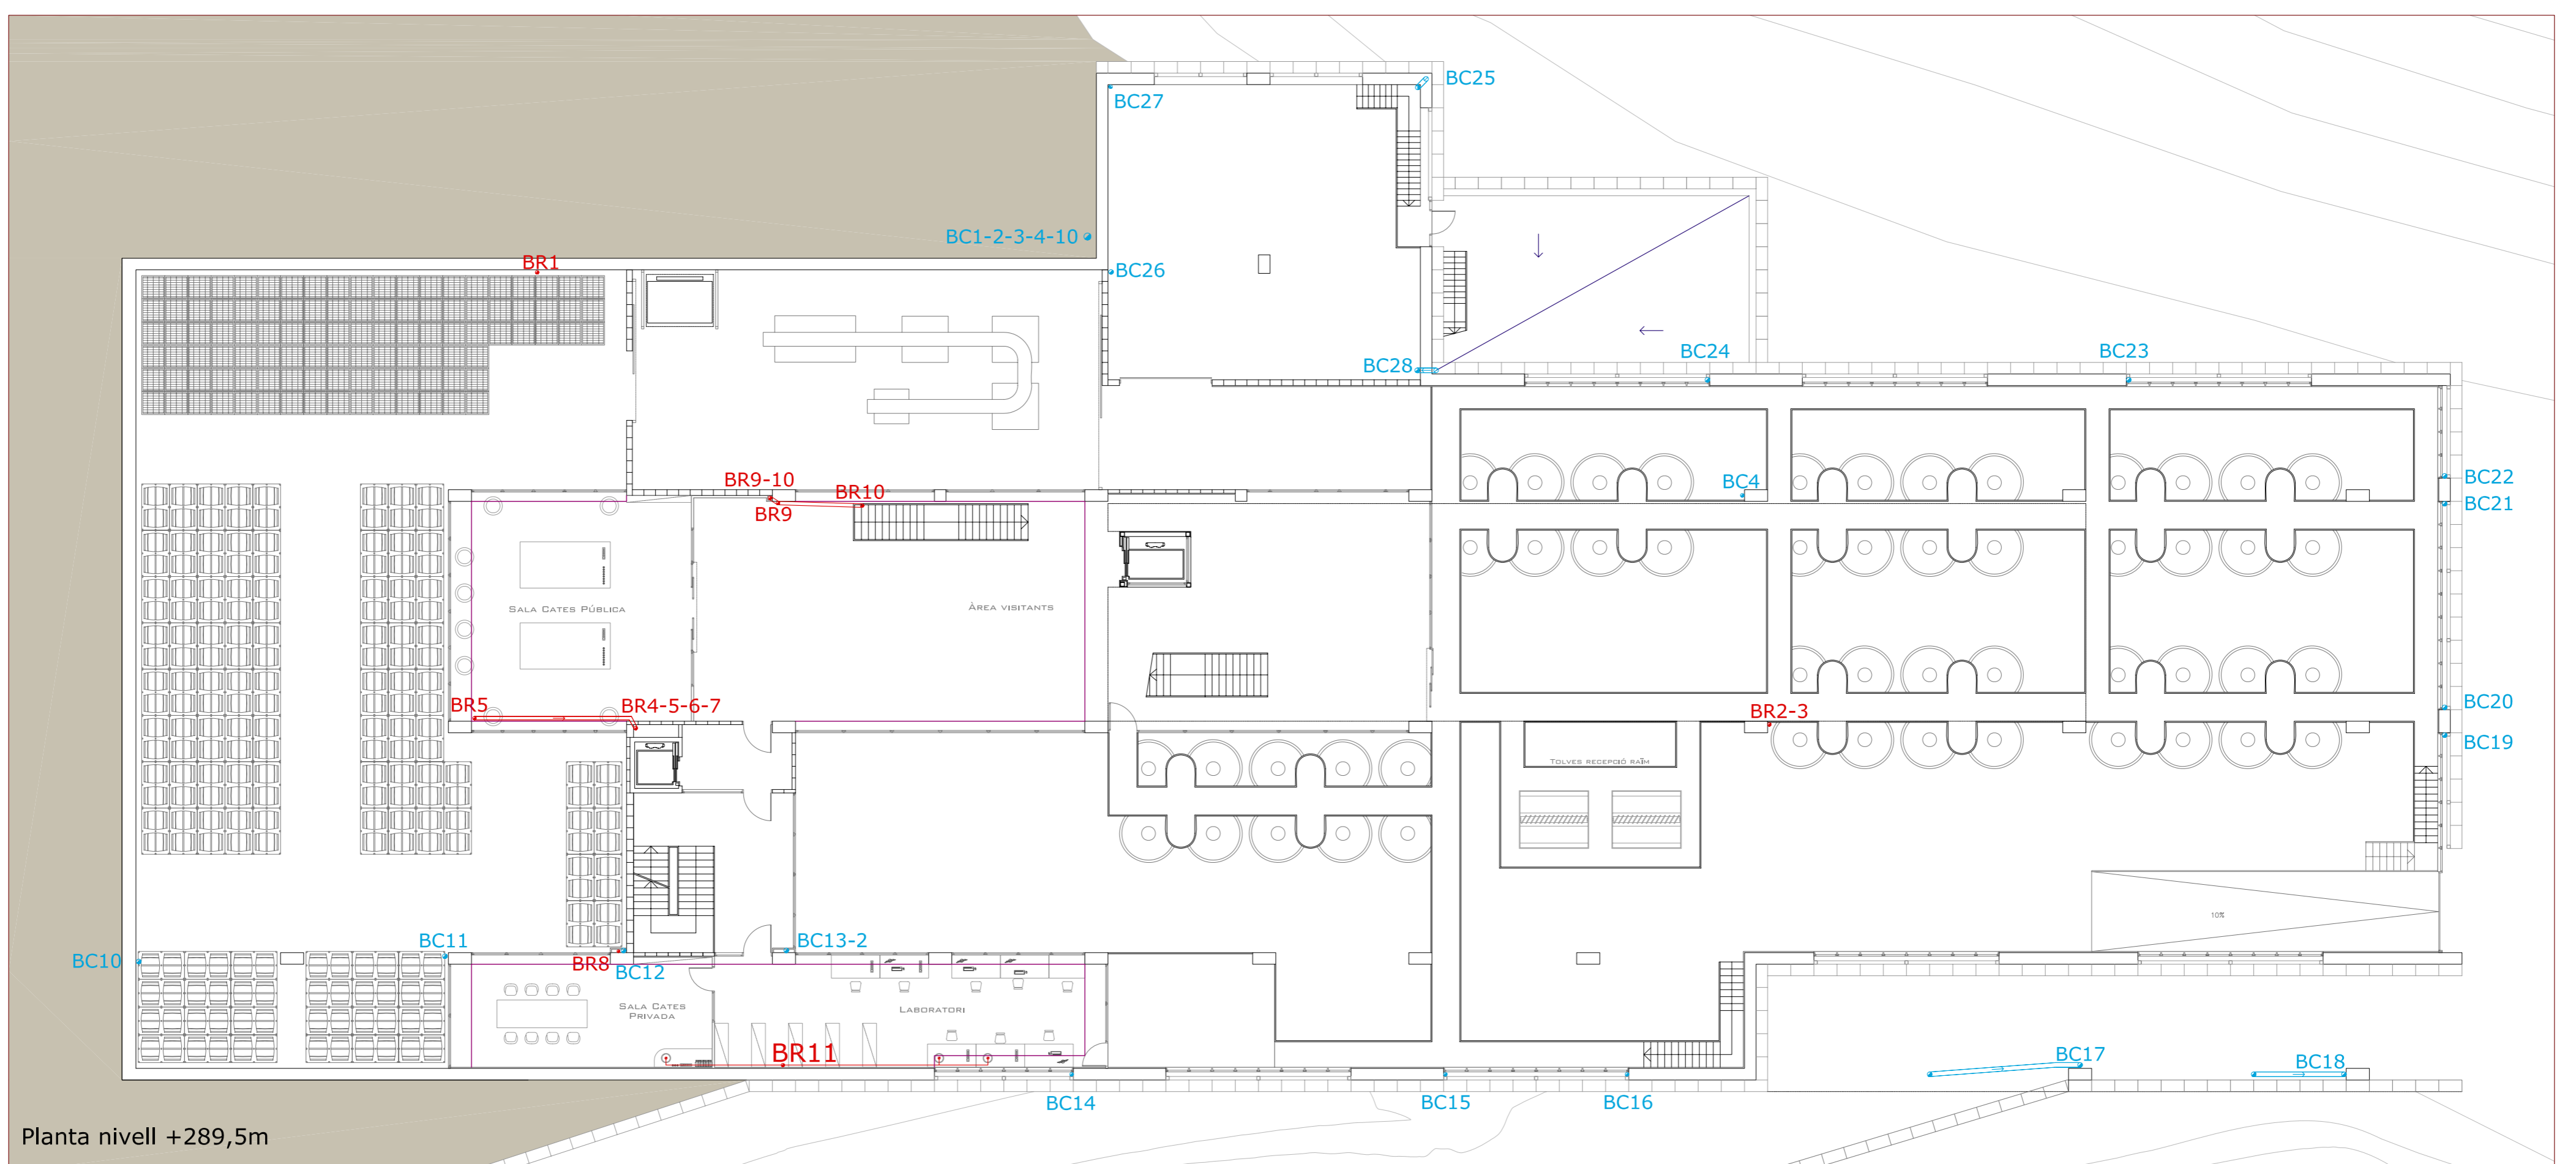 BC25
BC27
BC1-2-3-4-10
BR1
BC26
BC24
BC23
BC28
BR9-10
BR10
BC4
BC22
BR9
BC21
Sala Cates Pública
Àrea visitants
BR5
BR4-5-6-7
BR2-3
BC20
BC19
Tolves recepció raïm
10%
BC11
BC13-2
BC10
BR8
BC12
Sala Cates
Privada
Laboratori
BR11
BC17
BC18
BC14
BC15
BC16
Planta nivell +289,5m